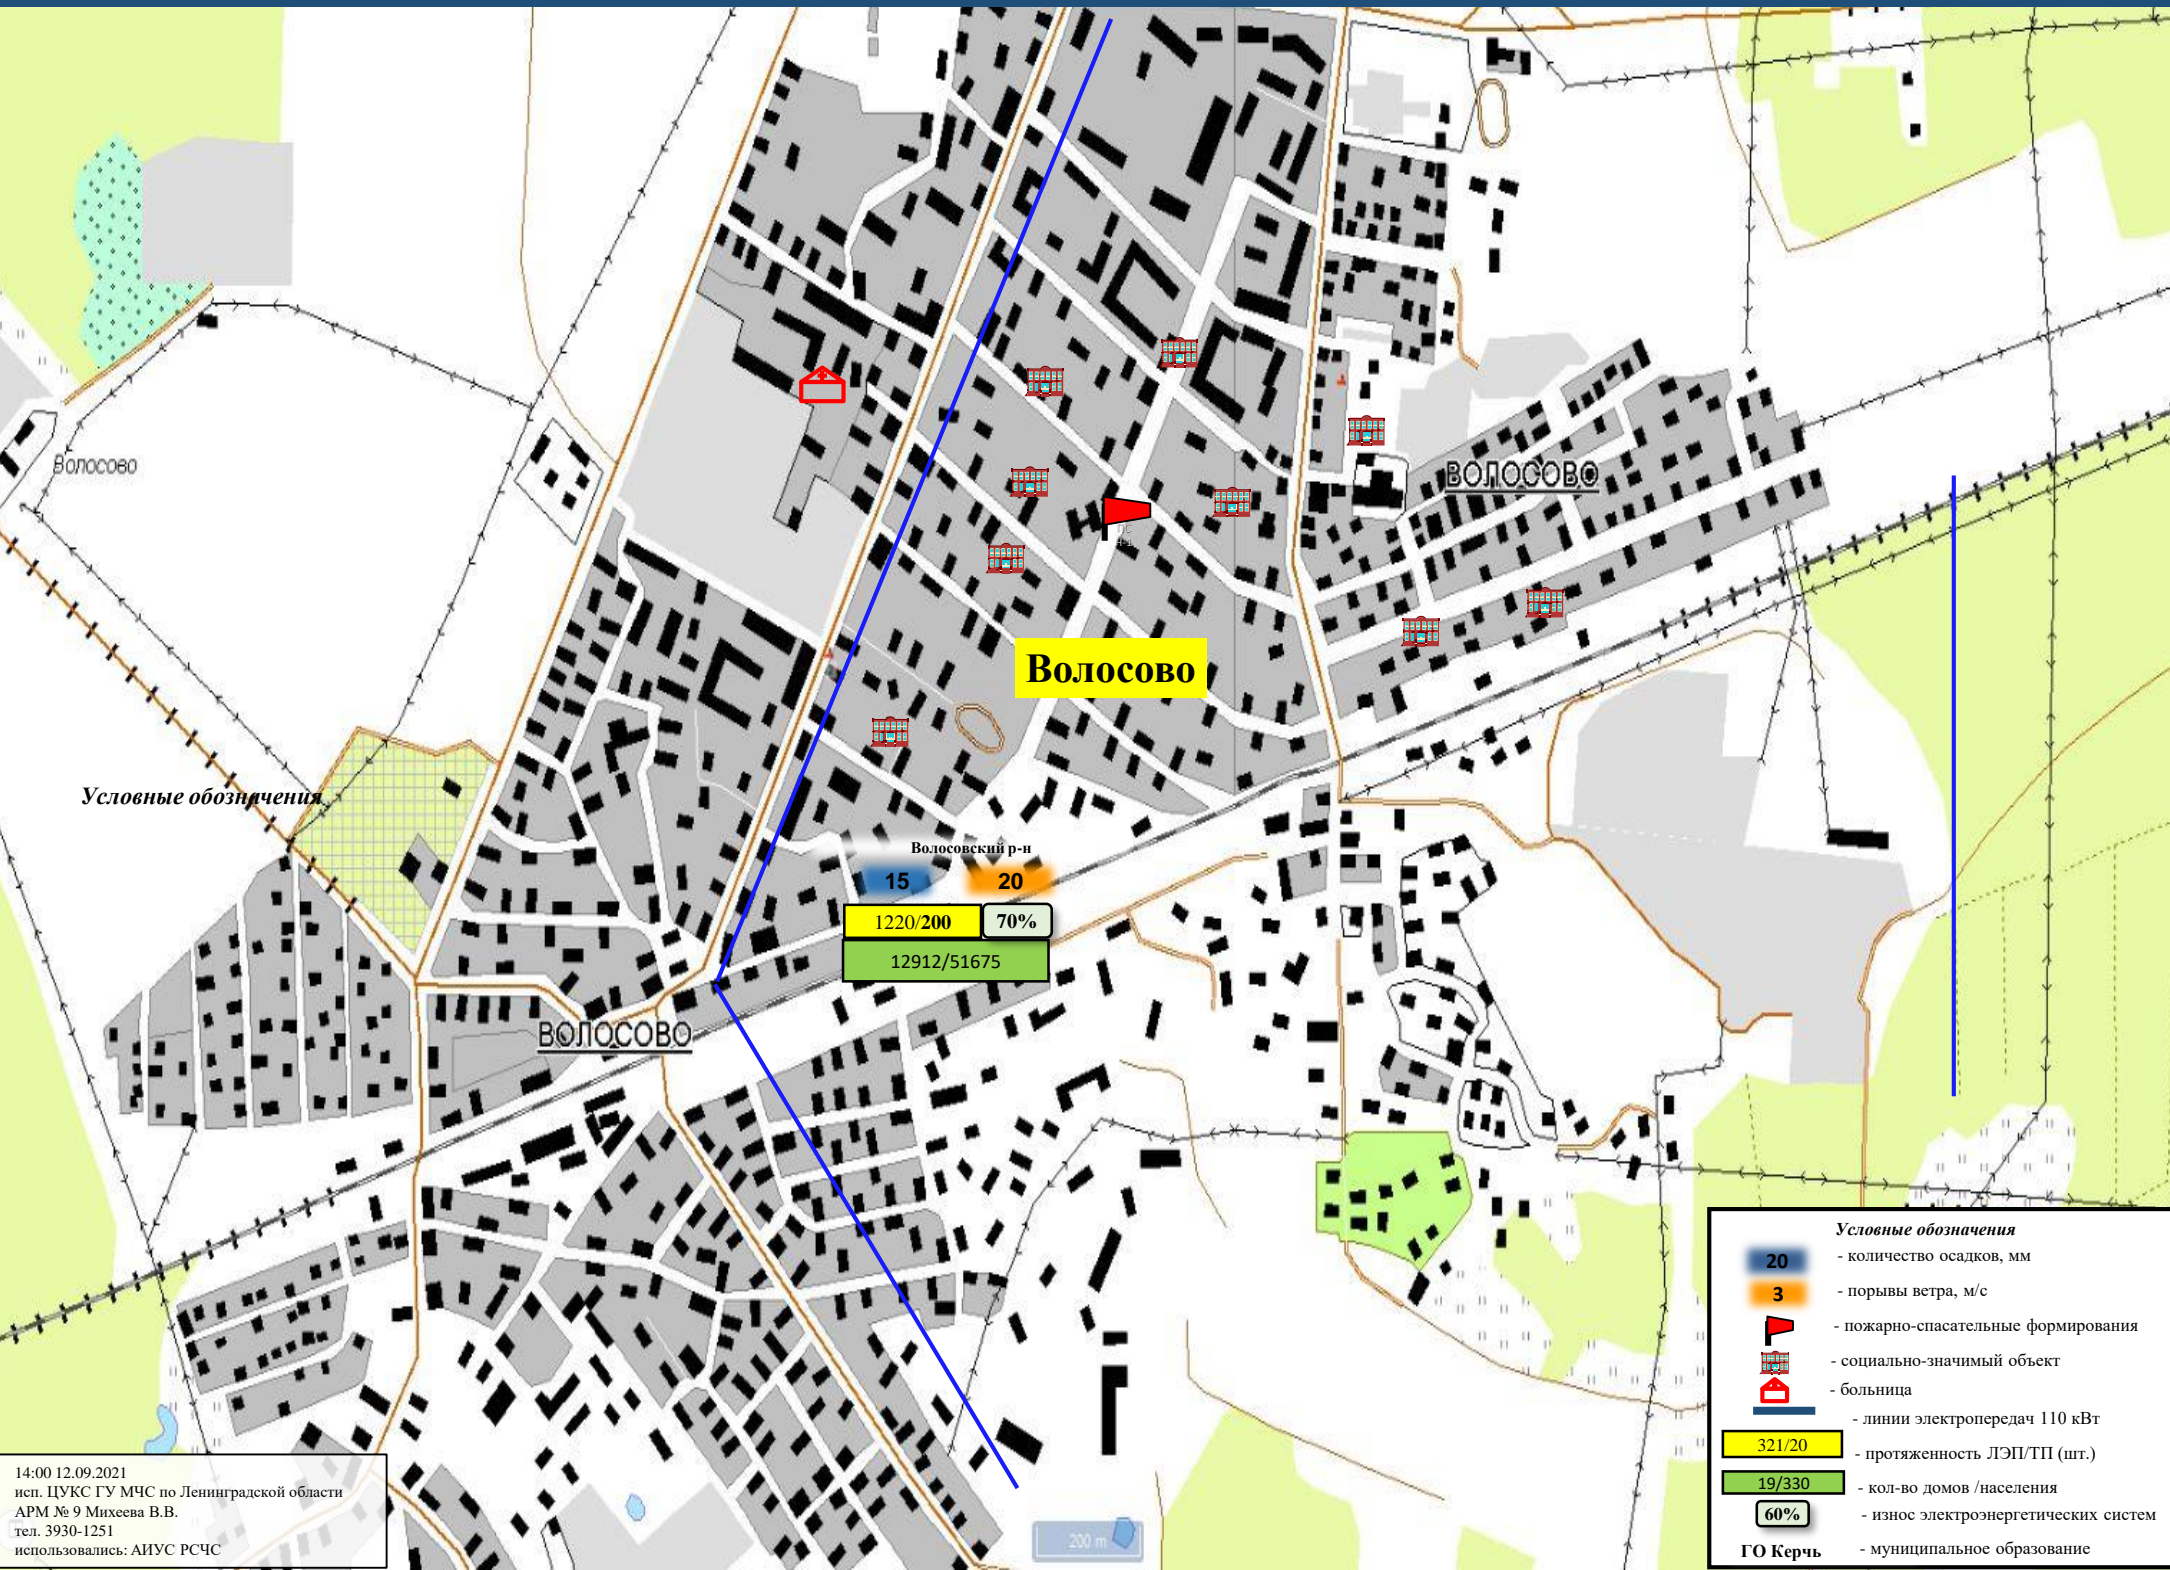 Волосово
ВОЛОСОВО
Волосово
Условные обозначения
Волосовский р-н
15
20
1220/200
70%
12912/51675
ВОЛОСОВО
Условные обозначения
20
- количество осадков, мм
3
- порывы ветра, м/с
- пожарно-спасательные формирования
- социально-значимый объект
- больница
- линии электропередач 110 кВт
321/20
- протяженность ЛЭП/ТП (шт.)
19/330
- кол-во домов /населения
60%
- износ электроэнергетических систем
ГО Керчь
- муниципальное образование
14:00 12.09.2021
исп. ЦУКС ГУ МЧС по Ленинградской области
АРМ № 9 Михеева В.В.
тел. 3930-1251
использовались: АИУС РСЧС
200 m